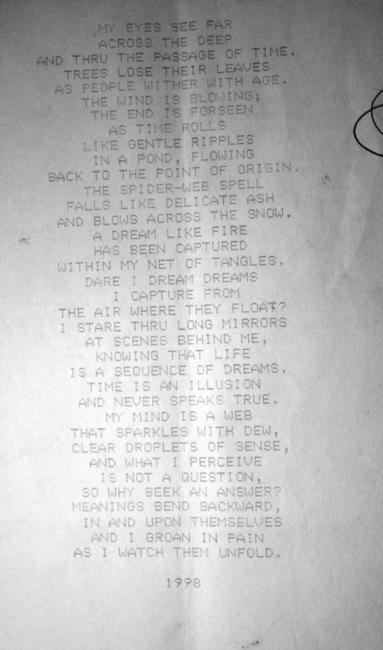 MY EYES SEE FAR
ACROSS THE DEEP
AND THRU THE PASSAGE OF TIME.
TREES LOSE THEIR LEAVES
AS PEOPLE WITHER WITH AGE.
THE WIND IS BLOWING;
THE END IS FORSEEN
AS TIME ROLLS
LIKE GENTLE RIPPLES
IN A POND, FLOWING
BACK TO THE POINT OF ORIGIN.
THE SPIDER-WEB SPELL
FALLS LIKE DELICATE ASH
AND BLOWS ACROSS THE SNOW.
A DREAM LIKE FIRE
HAS BEEN CAPTURED
WITHIN MY NET OF TANGLES.
DARE I DREAM DREAMS
I CAPTURE FROM
THE AIR WHERE THEY FLOAT?
I STARE THRU LONG MIRRORS
AT SCENES BEHIND ME,
KNOWING THAT LIFE
IS A SEQUENCE OF DREAMS.
TIME IS AN ILLUSION
AND NEVER SPEAKS TRUE.
MY MIND IS A WEB
THAT SPARKLES WITH DEW,
CLEAR DROPLETS OF SENSE,
AND WHAT I PERCEIVE
IS NOT A QUESTION,
SO WHY SEEK AN ANSWER?
MEANINGS BEND BACKWARD,
IN AND UPON THEMSELVES
AND I GROAN IN PAIN
AS I WATCH THEM UNFOLD.
1998